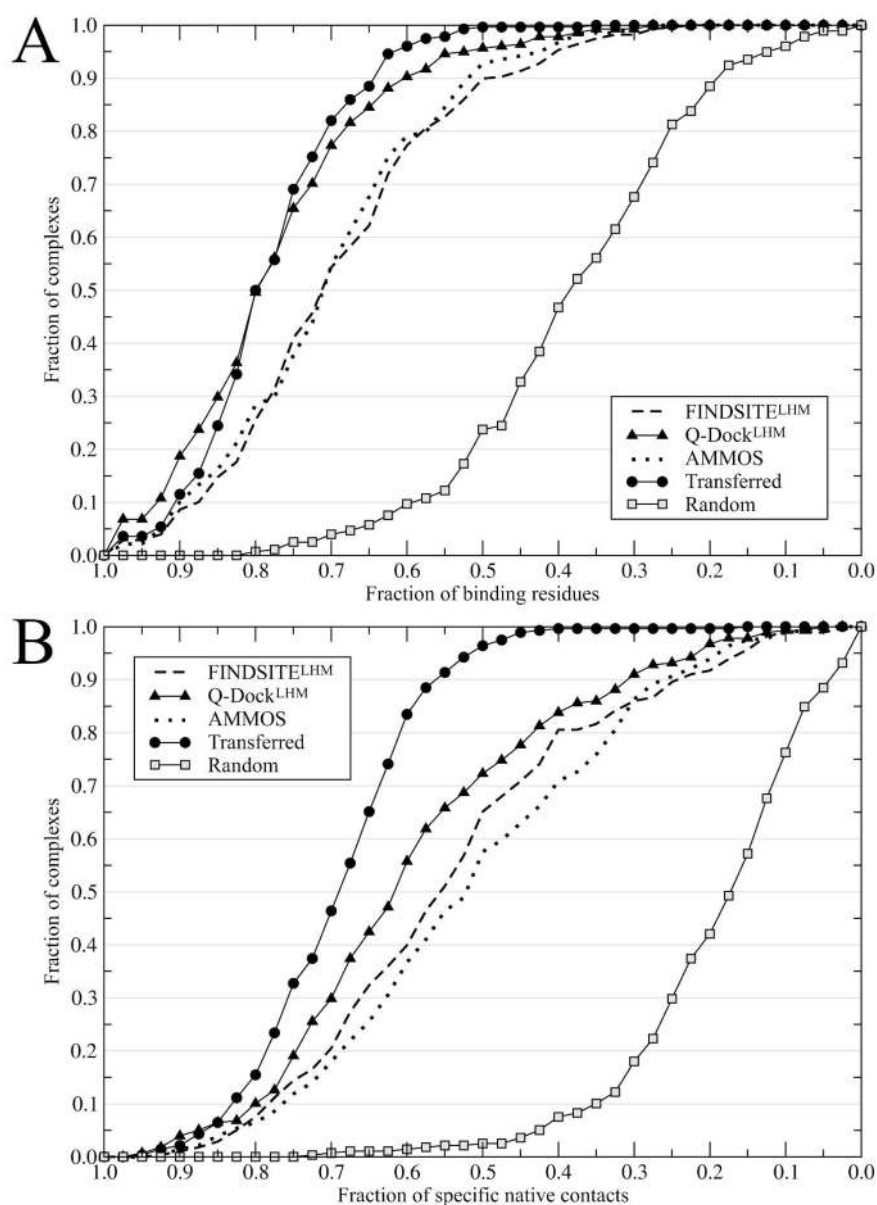 A
1.0
0.9
0.8
0.7
0.6
0.5
0.4
0.3
0.2
0.1
0.0
Fraction of complexes
FINDSITELHM
Q-DockLHM
AMMOS
Transferred
Random
1.0 0.9 0.8 0.7 0.6 0.5 0.4 0.3 0.2 0.1 0.0
Fraction of binding residues
B
1.0
0.9
0.8
0.7
0.6
0.5
0.4
0.3
0.2
0.1
0.0
Fraction of complexes
FINDSITELHM
Q-DockLHM
AMMOS
Transferred
Random
1.0 0.9 0.8 0.7 0.6 0.5 0.4 0.3 0.2 0.1 0.0
Fraction of specific native contacts